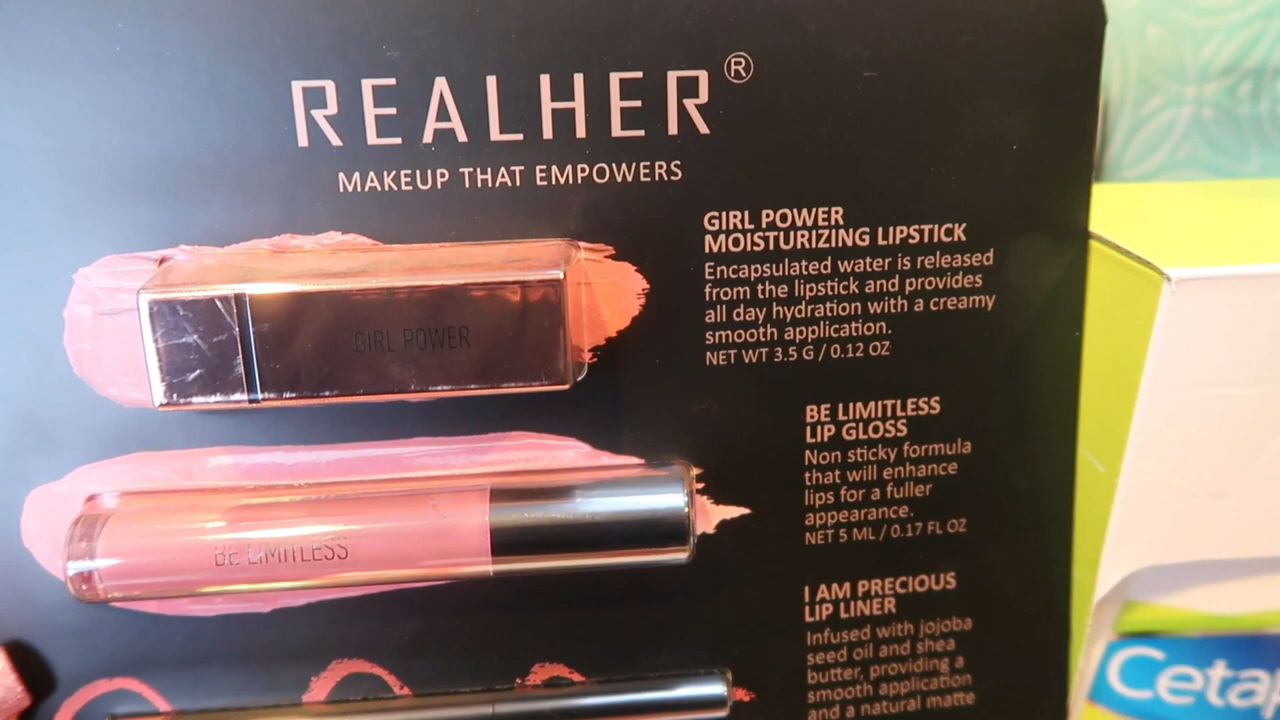 REALHER®
MAKEUP THAT EMPOWERS
GIRL POWER
MOISTURIZING LIPSTICK
Encapsulated water is released
from the lipstick and provides
all day hydration with a creamy
smooth application.
NET WT 3.5 G / 0.12 OZ
GIRL POWER
BE LIMITLESS
LIP GLOSS
Non sticky formula
that will enhance
lips for a fuller
appearance.
NET 5 ML / 0.17 FL OZ
BE LIMITLESS
I AM PRECIOUS
LIP LINER
Infused with jojoba
seed oil and shea
butter, providing a
smooth application
and a natural matte
Ceta